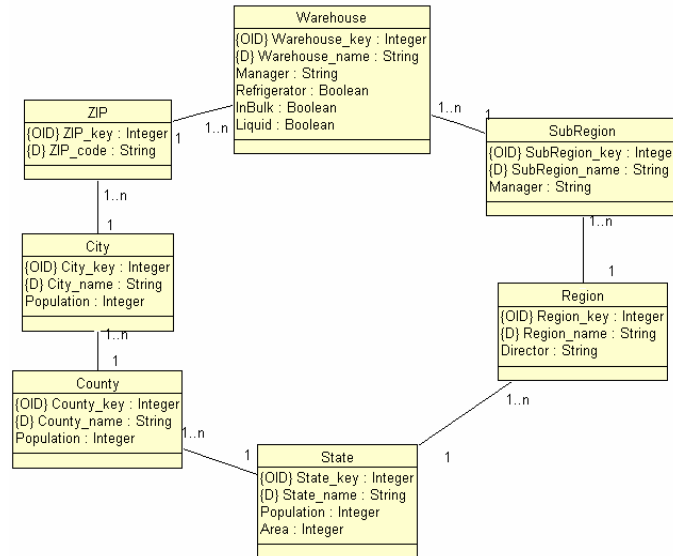 Warehouse
{OID} Warehouse_key : Integer
{D} Warehouse_name : String
Manager : String
Refrigerator : Boolean
InBulk : Boolean
Liquid : Boolean
1..n
1
1..n
1
ZIP
{OID} ZIP_key : Integer
{D} ZIP_code : String
SubRegion
{OID} SubRegion_key : Intege
{D} SubRegion_name : String
Manager : String
1..n
1
1..n
1
City
{OID} City_key : Integer
{D} City_name : String
Population : Integer
Region
{OID} Region_key : Integer
{D} Region_name : String
Director : String
1..n
1
1..n
County
{OID} County_key : Integer
{D} County_name : String
Population : Integer
1..n
1
1
State
{OID} State_key : Integer
{D} State_name : String
Population : Integer
Area : Integer